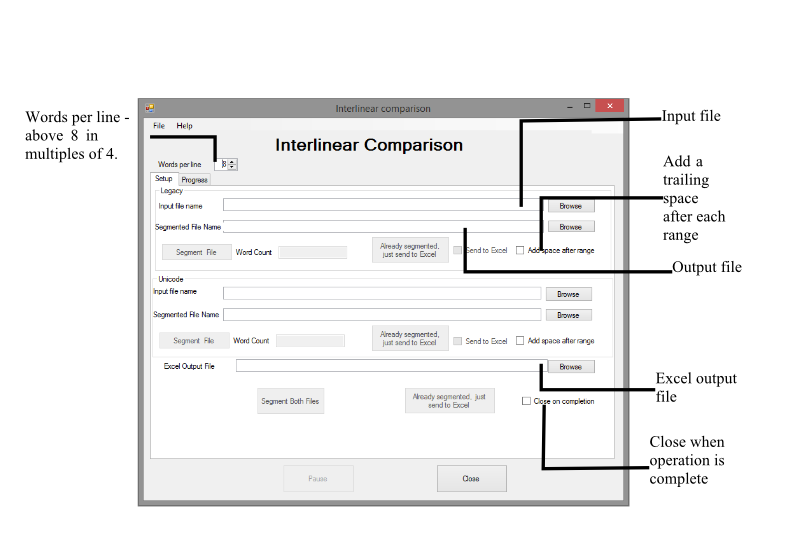 Words per line -
above 8 in
multiples of 4.
Interlinear comparison
File Help
Interlinear Comparison
Words per line 8
Setup Progress
Legacy
Input file name Browse
Segmented File Name Browse
Segment File Word Count Already segmented, just send to Excel Send to Excel Add space after range
Unicode
Input file name Browse
Segmented File Name Browse
Segment File Word Count Already segmented, just send to Excel Send to Excel Add space after range
Excel Output File Browse
Segment Both Files Already segmented, just send to Excel Close on completion
Pause Close
Input file
Add a
trailing
space
after each
range
Output file
Excel output
file
Close when
operation is
complete